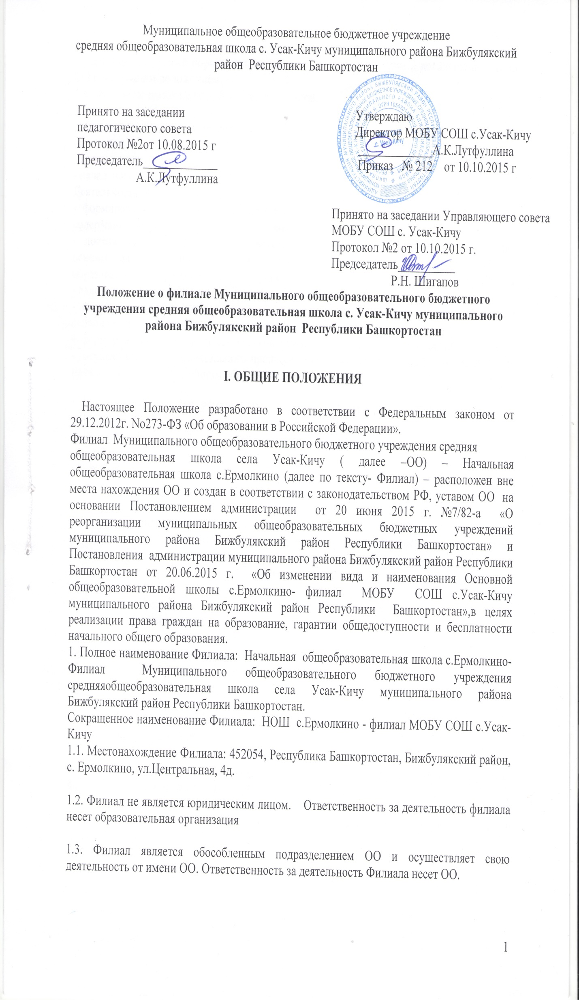 Муниципальное общеобразовательное бюджетное учреждение
средняя общеобразовательная школа с. Усак-Кичу муниципального района Бижбулякский
район Республики Башкортостан
Принято на заседании
педагогического совета
Протокол №2от 10.08.2015 г
Председатель____________
А.К.Лутфуллина
Утверждаю
Директор МОБУ СОШ с.Усак-Кичу
____________А.К.Лутфуллина
Приказ № 212 от 10.10.2015 г
с. Усак-Кичу
Принято на заседании Управляющего совета
МОБУ СОШ с. Усак-Кичу
Протокол №2 от 10.10.2015 г.
Председатель_________
Р.Н. Шигапов
Положение о филиале Муниципального общеобразовательного бюджетного
учреждения средняя общеобразовательная школа с. Усак-Кичу муниципального
района Бижбулякский район Республики Башкортостан
I. ОБЩИЕ ПОЛОЖЕНИЯ
Настоящее Положение разработано в соответствии с Федеральным законом от
29.12.2012г. No273-ФЗ «Об образовании в Российской Федерации».
Филиал Муниципального общеобразовательного бюджетного учреждения средняя
общеобразовательная школа села Усак-Кичу ( далее –ОО) – Начальная
общеобразовательная школа с.Ермолкино (далее по тексту- Филиал) – расположен вне
места нахождения ОО и создан в соответствии с законодательством РФ, уставом ОО на
основании Постановлением администрации от 20 июня 2015 г. №7/82-а «О
реорганизации муниципальных общеобразовательных бюджетных учреждений
муниципального района Бижбулякский район Республики Башкортостан» и
Постановления администрации муниципального района Бижбулякский район Республики
Башкортостан от 20.06.2015 г. «Об изменении вида и наименования Основной
общеобразовательной школы с.Ермолкино- филиал МОБУ СОШ с.Усак-Кичу
муниципального района Бижбулякский район Республики Башкортостан»,в целях
реализации права граждан на образование, гарантии общедоступности и бесплатности
начального общего образования.
1. Полное наименование Филиала: Начальная общеобразовательная школа с.Ермолкино-
Филиал Муниципального общеобразовательного бюджетного учреждения
средняяобщеобразовательная школа села Усак-Кичу муниципального района
Бижбулякский район Республики Башкортостан.
Сокращенное наименование Филиала: НОШ с.Ермолкино - филиал МОБУ СОШ с.Усак-
Кичу
1.1. Местонахождение Филиала: 452054, Республика Башкортостан, Бижбулякский район,
с. Ермолкино, ул.Центральная, 4д.
1.2. Филиал не является юридическим лицом. Ответственность за деятельность филиала
несет образовательная организация
1.3. Филиал является обособленным подразделением ОО и осуществляет свою
деятельность от имени ОО. Ответственность за деятельность Филиала несет ОО.
1